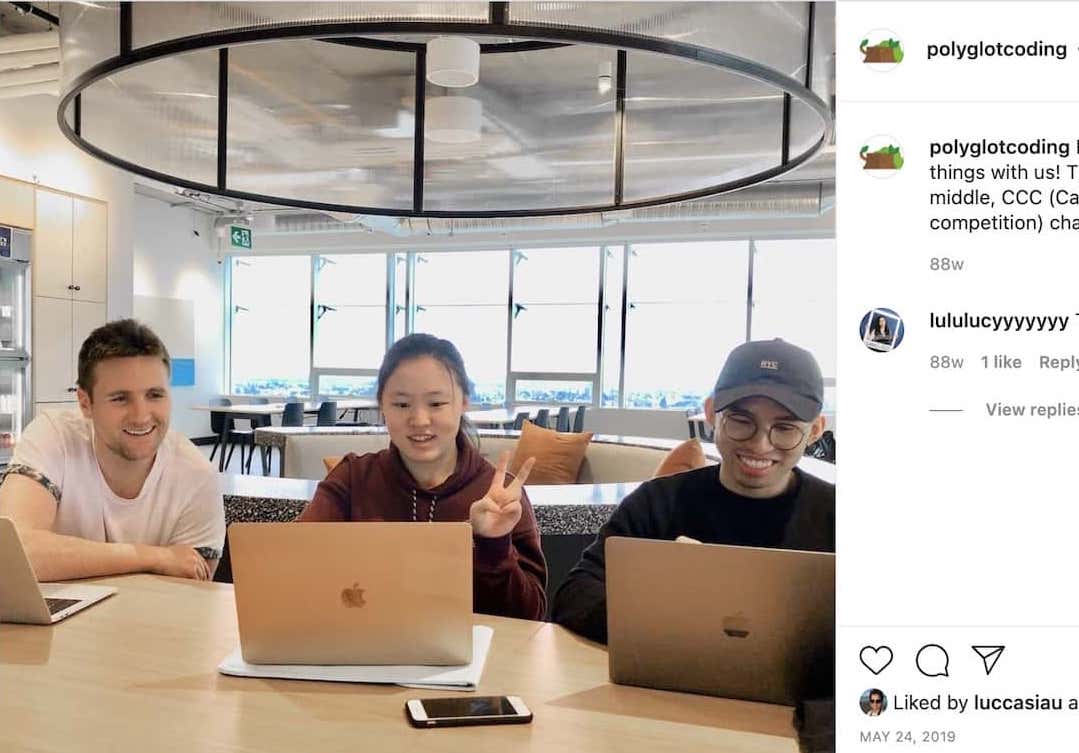 polyglotcoding
polyglotcoding
things with us! T
middle, CCC (Ca
competition) cha
88w
lululucyyyyyyy
88w 1 like Reply
View replies
Liked by luccasiau a
MAY 24, 2019
NYC